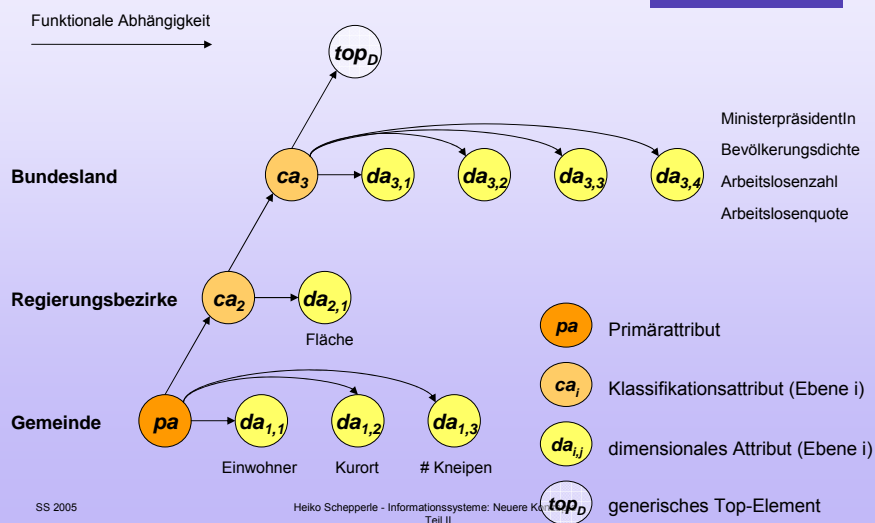 Funktionale Abhängigkeit
top_D
MinisterpräsidentIn
Bevölkerungsdichte
Arbeitslosenzahl
Arbeitslosenquote
Bundesland
ca_3
da_3,1
da_3,2
da_3,3
da_3,4
Regierungsbezirke
ca_2
da_2,1
Fläche
pa Primärattribut
ca_i Klassifikationsattribut (Ebene i)
Gemeinde
pa
da_1,1
da_1,2
da_1,3
Einwohner
Kurort
# Kneipen
da_i,j dimensionales Attribut (Ebene i)
top_D generisches Top-Element
SS 2005
Heiko Schepperle - Informationssysteme: Neuere
Teil II